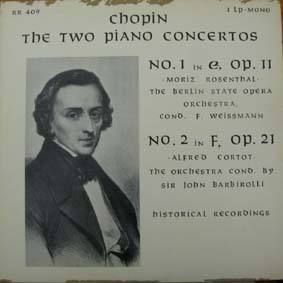 RR 409
1 LP-MONO
CHOPIN
THE TWO PIANO CONCERTOS
NO. 1 IN e, OP. 11
·MORIZ ROSENTHAL·
THE BERLIN STATE OPERA
ORCHESTRA,
COND. F. WEISSMANN
NO. 2 IN F, OP. 21
·ALFRED CORTOT·
THE ORCHESTRA COND. BY
SIR JOHN BARBIROLLI
HISTORICAL RECORDINGS